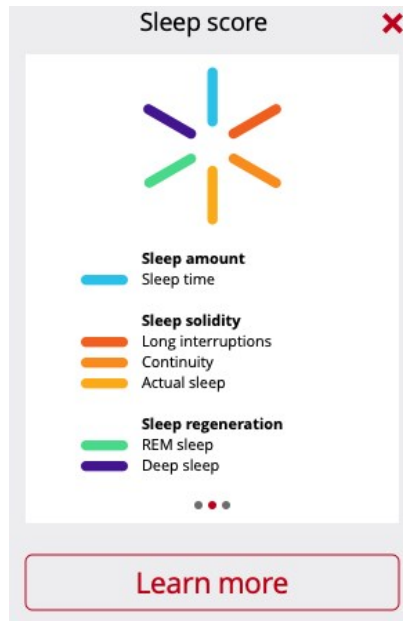 Sleep score
Sleep amount
Sleep time
Sleep solidity
Long interruptions
Continuity
Actual sleep
Sleep regeneration
REM sleep
Deep sleep
Learn more